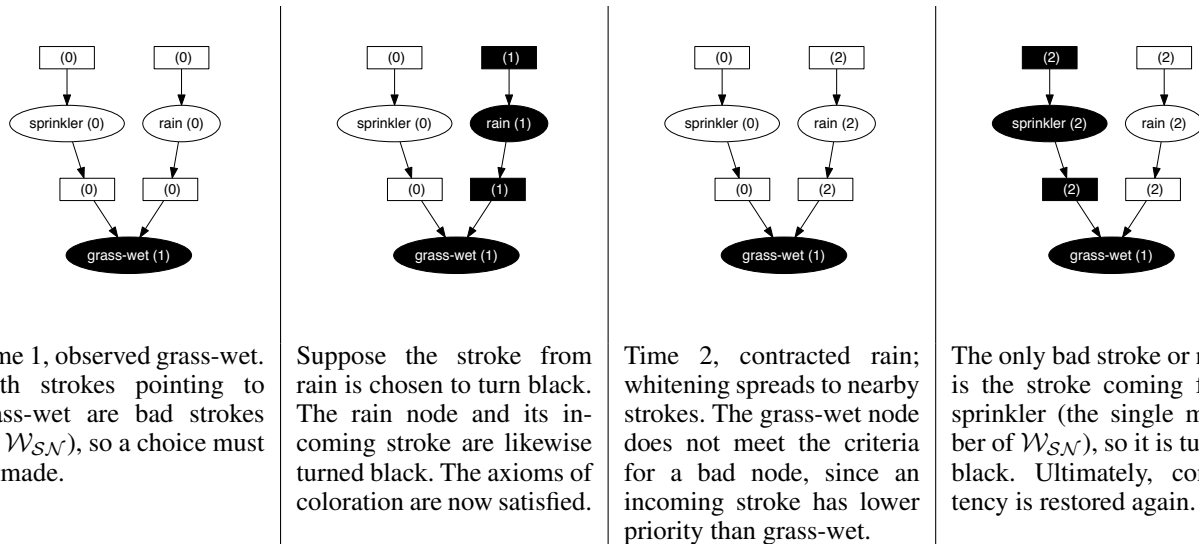 (0) (0)
sprinkler (0) rain (0)
(0) (0)
grass-wet (1)
me 1, observed grass-wet.
th strokes pointing to
ass-wet are bad strokes
𝒲𝒮𝒩), so a choice must
made.
(0) (1)
sprinkler (0) rain (1)
(0) (1)
grass-wet (1)
Suppose the stroke from
rain is chosen to turn black.
The rain node and its in-
coming stroke are likewise
turned black. The axioms of
coloration are now satisfied.
(0) (2)
sprinkler (0) rain (2)
(0) (2)
grass-wet (1)
Time 2, contracted rain;
whitening spreads to nearby
strokes. The grass-wet node
does not meet the criteria
for a bad node, since an
incoming stroke has lower
priority than grass-wet.
(2) (2)
sprinkler (2) rain (2)
(2) (2)
grass-wet (1)
The only bad stroke or
is the stroke coming
sprinkler (the single
ber of 𝒲𝒮𝒩), so it is
black. Ultimately,
tency is restored again.